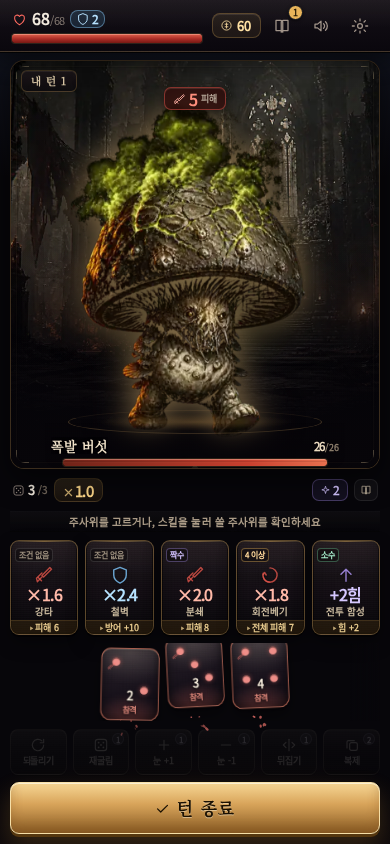 68/68 2 60 1
내 턴 1
5 피해
폭발 버섯 26/26
3/3 ×1.0 2
주사위를 고르거나, 스킬을 눌러 쓸 주사위를 확인하세요
조건 없음 조건 없음 짝수 4 이상 소수
×1.6 ×2.4 ×2.0 ×1.8 +2힘
강타 철벽 분쇄 회전베기 전투 함성
▸피해 6 ▸방어 +10 ▸피해 8 ▸전체 피해 7 ▸힘 +2
2 3 4
참격 참격 참격
1 1 1 1 2
되돌리기 재굴림 눈 +1 눈 -1 뒤집기 복제
✓ 턴 종료